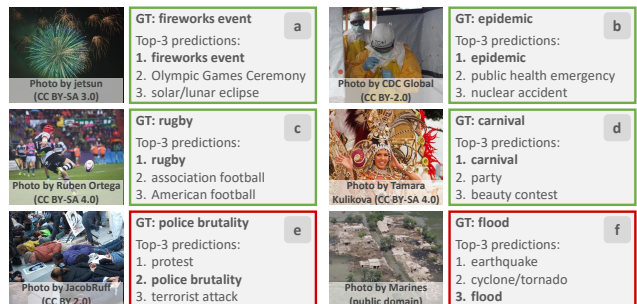 Photo by jetsun
(CC BY-SA 3.0)
GT: fireworks event
a
Top-3 predictions:
1. fireworks event
2. Olympic Games Ceremony
3. solar/lunar eclipse
Photo by CDC Global
(CC BY-2.0)
GT: epidemic
b
Top-3 predictions:
1. epidemic
2. public health emergency
3. nuclear accident
Photo by Ruben Ortega
(CC BY-SA 4.0)
GT: rugby
c
Top-3 predictions:
1. rugby
2. association football
3. American football
Photo by Tamara
Kulikova (CC BY-SA 4.0)
GT: carnival
d
Top-3 predictions:
1. carnival
2. party
3. beauty contest
Photo by JacobRuff
(CC BY 2.0)
GT: police brutality
e
Top-3 predictions:
1. protest
2. police brutality
3. terrorist attack
Photo by Marines
(public domain)
GT: flood
f
Top-3 predictions:
1. earthquake
2. cyclone/tornado
3. flood